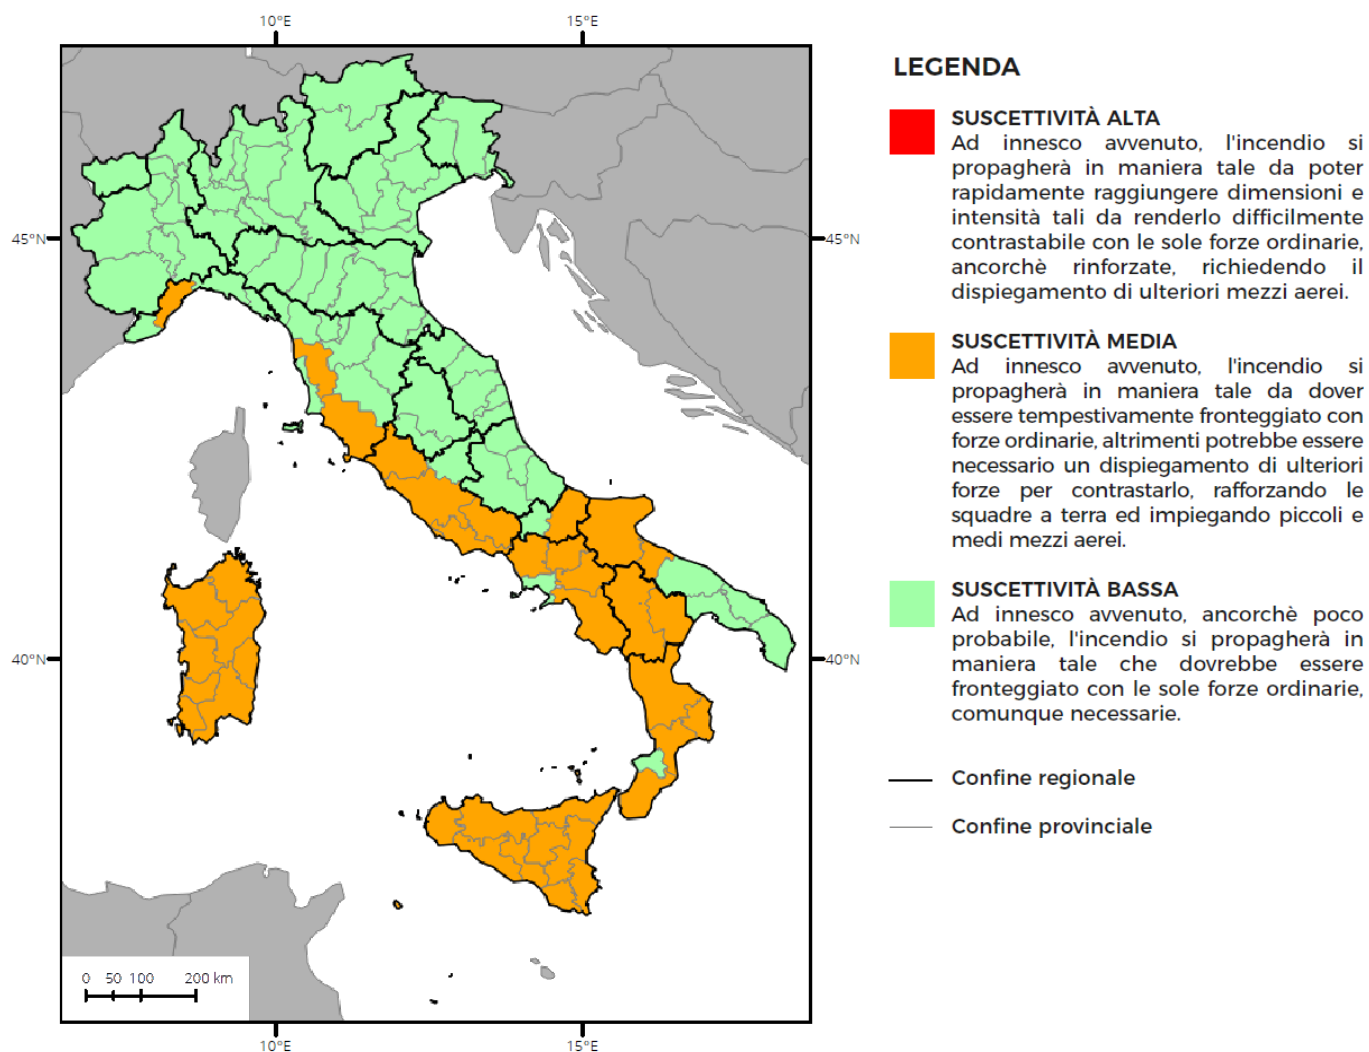 10°E 15°E
45°N 45°N
40°N 40°N
0 50 100 200 km
10°E 15°E
LEGENDA
SUSCETTIVITÀ ALTA
Ad innesco avvenuto, l'incendio si
propagherà in maniera tale da poter
rapidamente raggiungere dimensioni e
intensità tali da renderlo difficilmente
contrastabile con le sole forze ordinarie,
ancorchè rinforzate, richiedendo il
dispiegamento di ulteriori mezzi aerei.
SUSCETTIVITÀ MEDIA
Ad innesco avvenuto, l'incendio si
propagherà in maniera tale da dover
essere tempestivamente fronteggiato con
forze ordinarie, altrimenti potrebbe essere
necessario un dispiegamento di ulteriori
forze per contrastarlo, rafforzando le
squadre a terra ed impiegando piccoli e
medi mezzi aerei.
SUSCETTIVITÀ BASSA
Ad innesco avvenuto, ancorchè poco
probabile, l'incendio si propagherà in
maniera tale che dovrebbe essere
fronteggiato con le sole forze ordinarie,
comunque necessarie.
Confine regionale
Confine provinciale